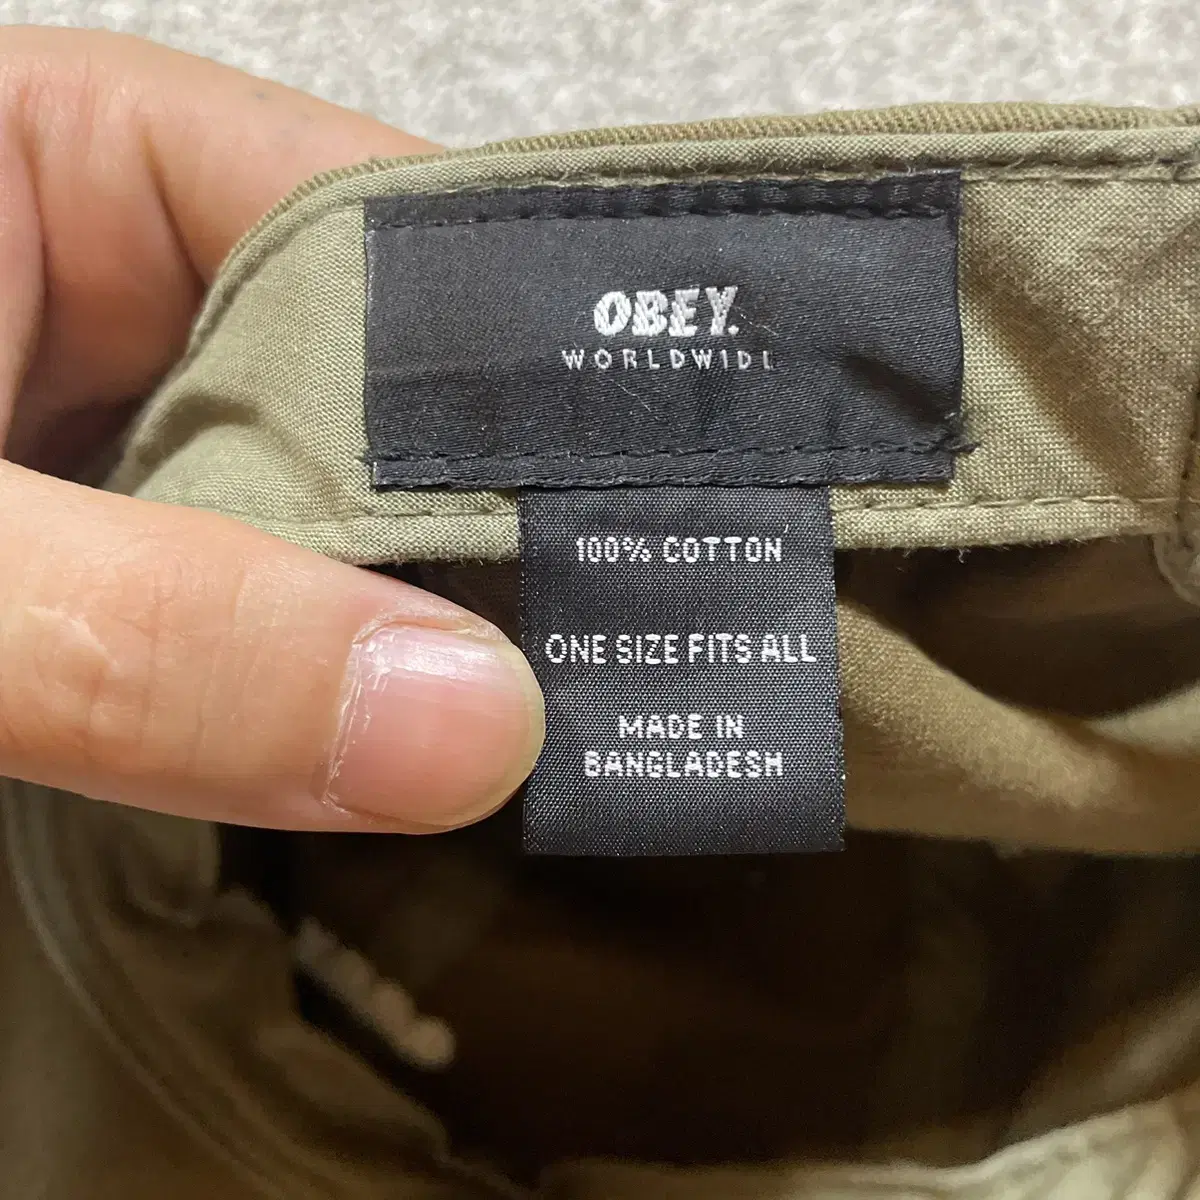 OBEY.
WORLDWIDE
100% COTTON
ONE SIZE FITS ALL
MADE IN
BANGLADESH